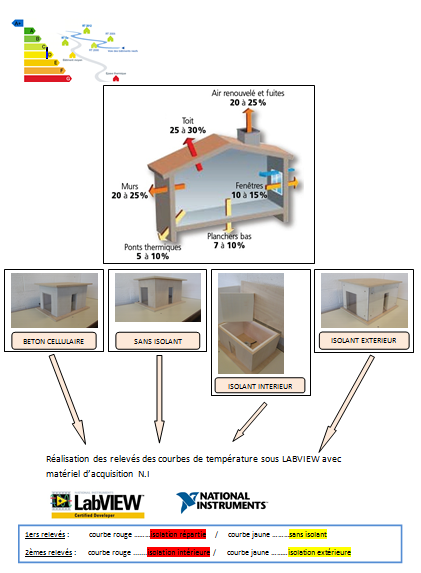 A+
A
B
C
D
E
F
G
Air renouvelé et fuites
20 à 25%
Toit
25 à 30%
Murs
20 à 25%
Fenêtres
10 à 15%
Planchers bas
7 à 10%
Ponts thermiques
5 à 10%
BETON CELLULAIRE
SANS ISOLANT
ISOLANT INTERIEUR
ISOLANT EXTERIEUR
Réalisation des relevés des courbes de température sous LABVIEW avec
matériel d'acquisition N.I
LabVIEW
Certified Developer
NATIONAL
INSTRUMENTS
1ers relevés : courbe rouge ………isolation répartie / courbe jaune ………sans isolant
2èmes relevés : courbe rouge ………isolation intérieure / courbe jaune ………isolation extérieure